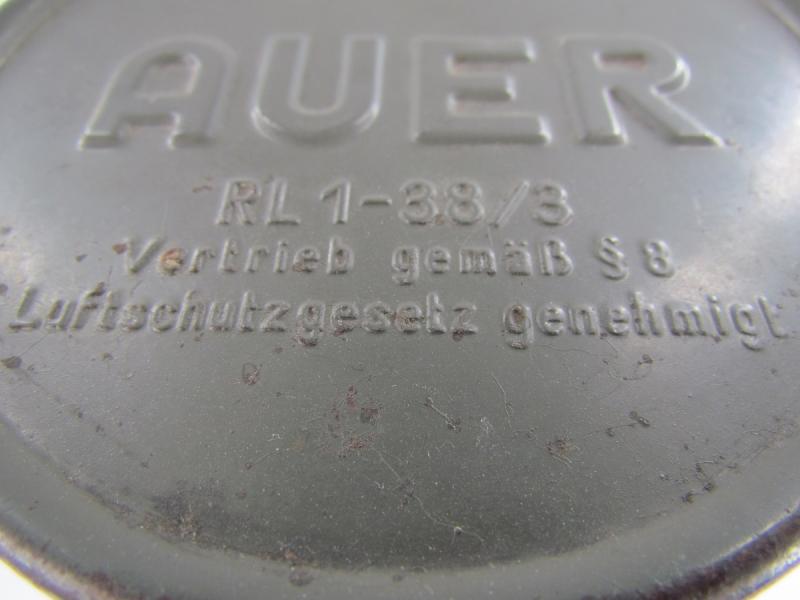 AUER
RL 1-38/3
Vertrieb gemäß § 8
Luftschutzgesetz genehmigt